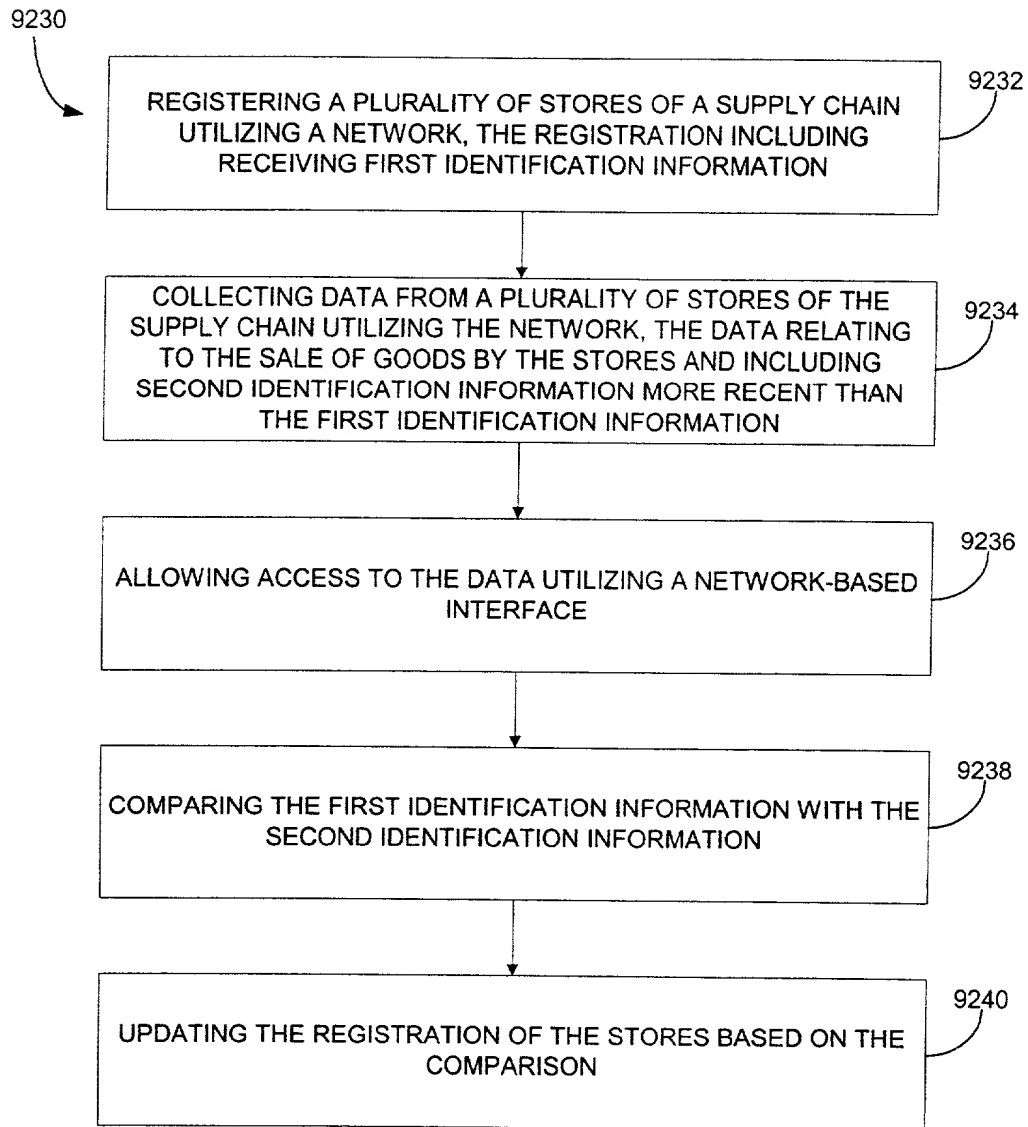 9230
9232
REGISTERING A PLURALITY OF STORES OF A SUPPLY CHAIN
UTILIZING A NETWORK, THE REGISTRATION INCLUDING
RECEIVING FIRST IDENTIFICATION INFORMATION
9234
COLLECTING DATA FROM A PLURALITY OF STORES OF THE
SUPPLY CHAIN UTILIZING THE NETWORK, THE DATA RELATING
TO THE SALE OF GOODS BY THE STORES AND INCLUDING
SECOND IDENTIFICATION INFORMATION MORE RECENT THAN
THE FIRST IDENTIFICATION INFORMATION
9236
ALLOWING ACCESS TO THE DATA UTILIZING A NETWORK-BASED
INTERFACE
9238
COMPARING THE FIRST IDENTIFICATION INFORMATION WITH THE
SECOND IDENTIFICATION INFORMATION
9240
UPDATING THE REGISTRATION OF THE STORES BASED ON THE
COMPARISON